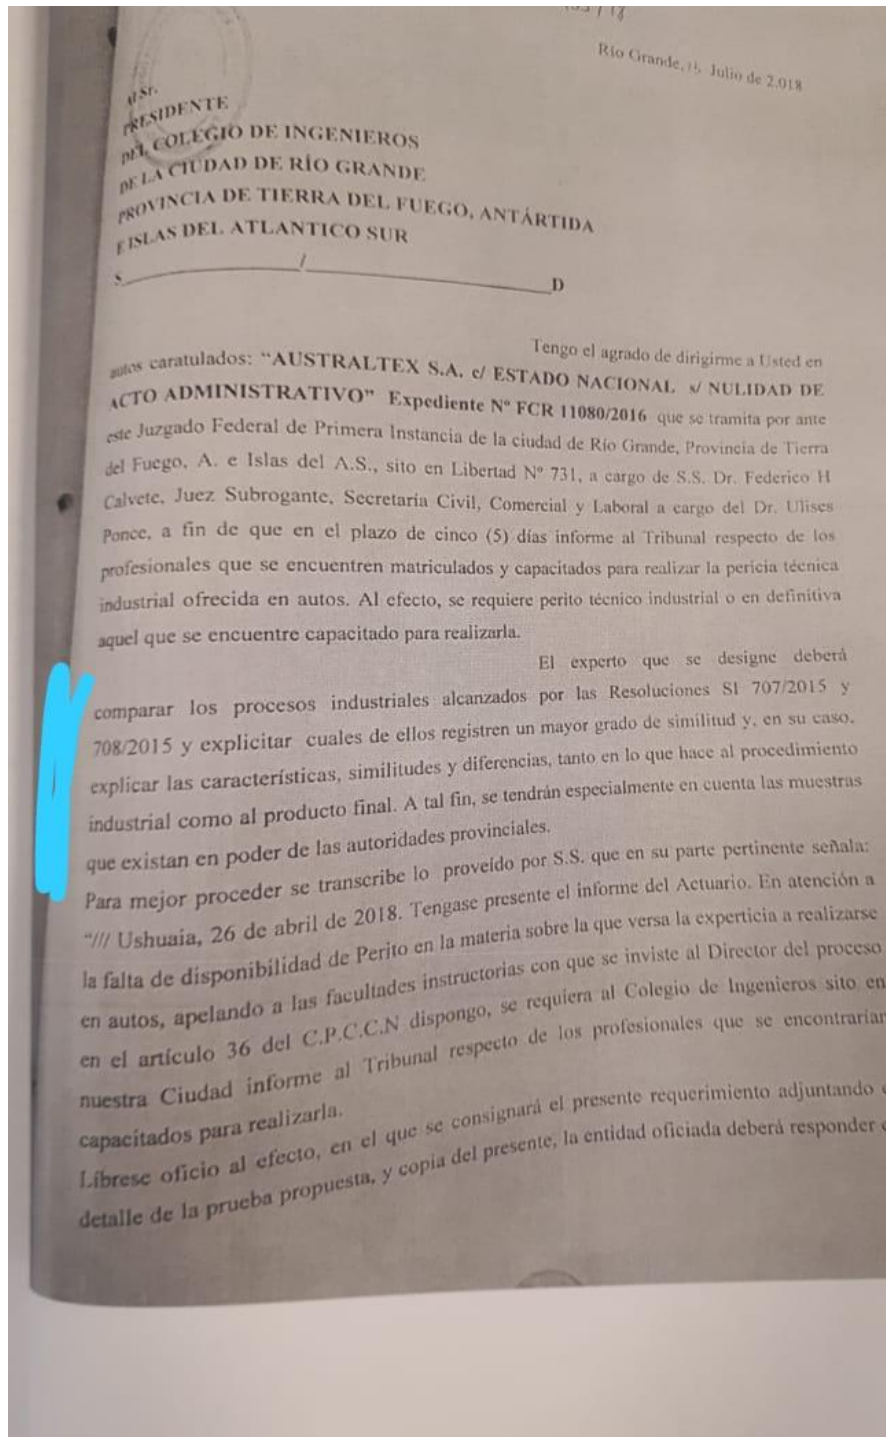 Río Grande, Julio de 2.018
Al Sr.
PRESIDENTE
DEL COLEGIO DE INGENIEROS
DE LA CIUDAD DE RÍO GRANDE
PROVINCIA DE TIERRA DEL FUEGO, ANTÁRTIDA
E ISLAS DEL ATLANTICO SUR
S / D
Tengo el agrado de dirigirme a Usted en
autos caratulados: “AUSTRALTEX S.A. c/ ESTADO NACIONAL s/ NULIDAD DE
ACTO ADMINISTRATIVO” Expediente Nº FCR 11080/2016 que se tramita por ante
este Juzgado Federal de Primera Instancia de la ciudad de Río Grande, Provincia de Tierra
del Fuego, A. e Islas del A.S., sito en Libertad Nº 731, a cargo de S.S. Dr. Federico H
Calvete, Juez Subrogante, Secretaría Civil, Comercial y Laboral a cargo del Dr. Ulises
Ponce, a fin de que en el plazo de cinco (5) días informe al Tribunal respecto de los
profesionales que se encuentren matriculados y capacitados para realizar la pericia técnica
industrial ofrecida en autos. Al efecto, se requiere perito técnico industrial o en definitiva
aquel que se encuentre capacitado para realizarla.
El experto que se designe deberá
comparar los procesos industriales alcanzados por las Resoluciones SI 707/2015 y
708/2015 y explicitar cuales de ellos registren un mayor grado de similitud y, en su caso,
explicar las características, similitudes y diferencias, tanto en lo que hace al procedimiento
industrial como al producto final. A tal fin, se tendrán especialmente en cuenta las muestras
que existan en poder de las autoridades provinciales.
Para mejor proceder se transcribe lo proveído por S.S. que en su parte pertinente señala:
“/// Ushuaia, 26 de abril de 2018. Tengase presente el informe del Actuario. En atención a
la falta de disponibilidad de Perito en la materia sobre la que versa la experticia a realizarse
en autos, apelando a las facultades instructorias con que se inviste al Director del proceso
en el artículo 36 del C.P.C.C.N dispongo, se requiera al Colegio de Ingenieros sito en
nuestra Ciudad informe al Tribunal respecto de los profesionales que se encontrarían
capacitados para realizarla.
Líbrese oficio al efecto, en el que se consignará el presente requerimiento adjuntando
detalle de la prueba propuesta, y copia del presente, la entidad oficiada deberá responder